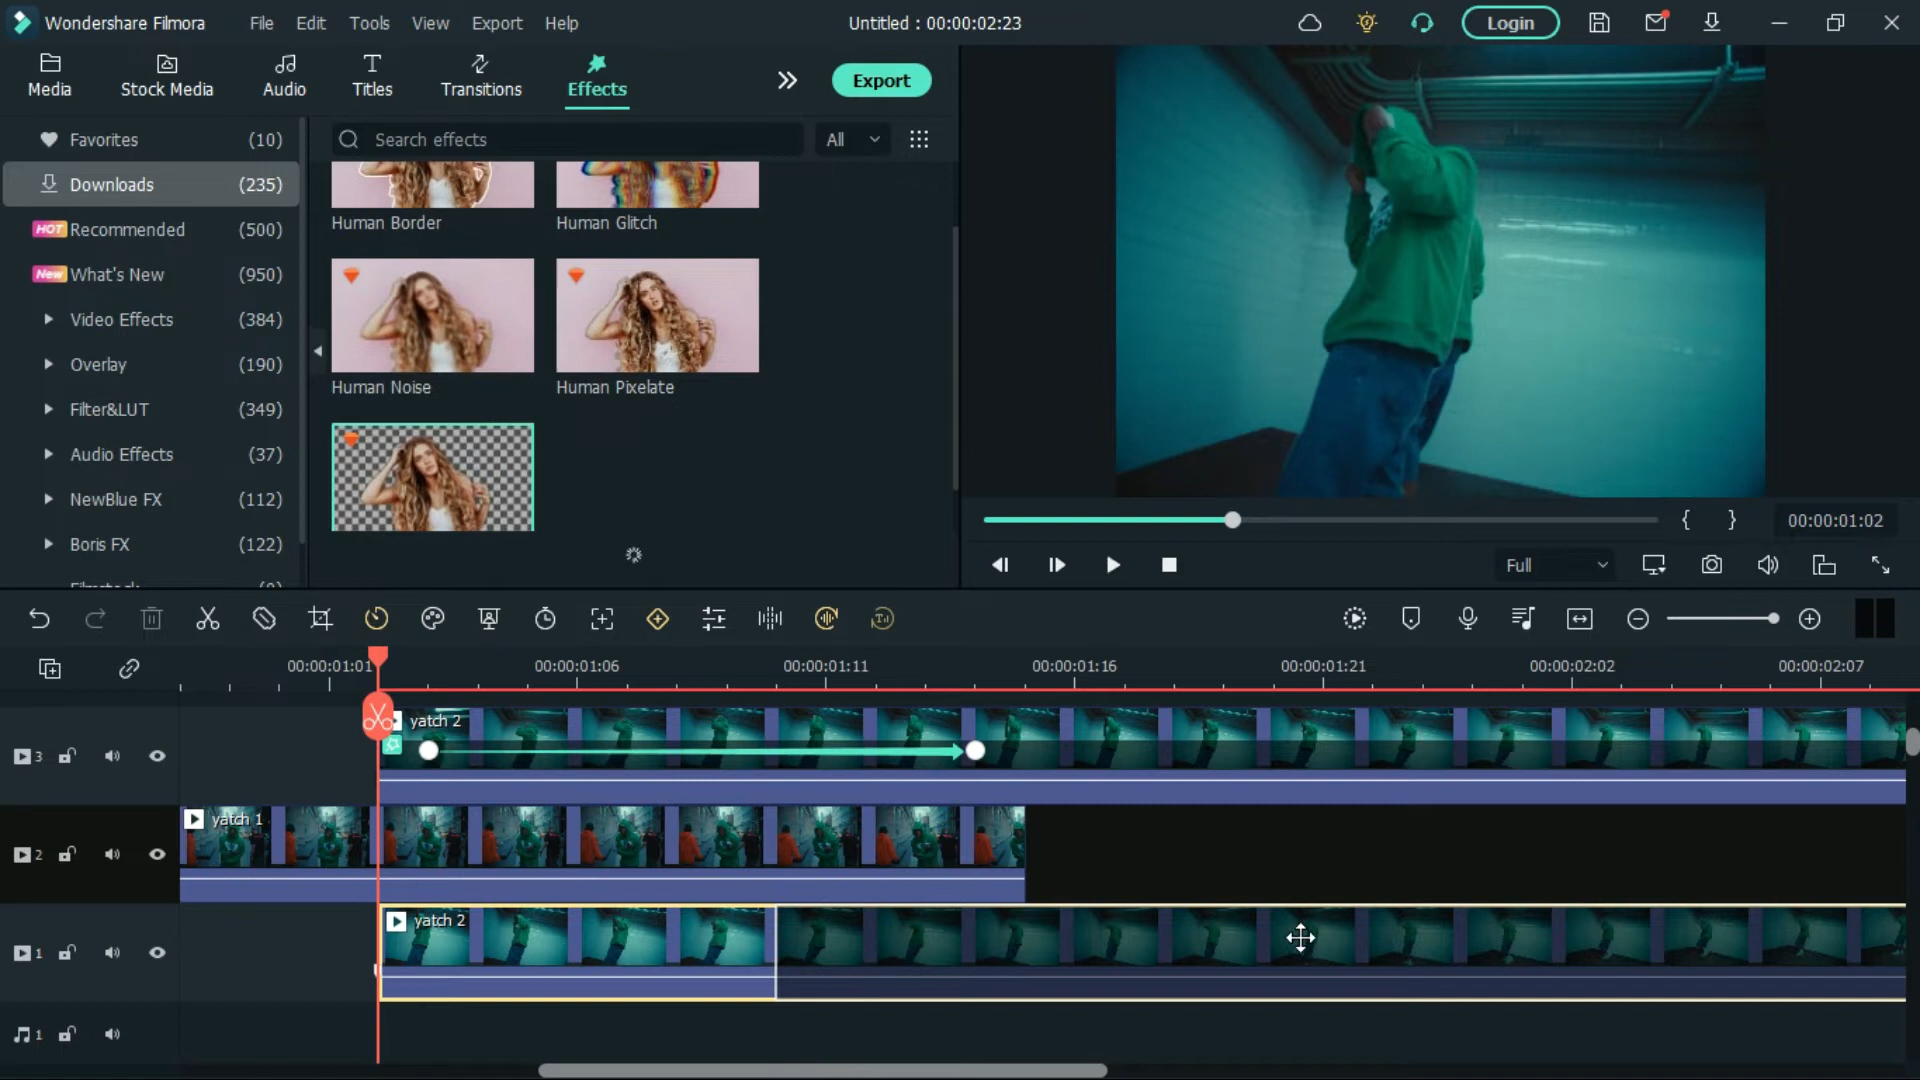 Wondershare Filmora File Edit Tools View Export Help Untitled : 00:00:02:23 Login
Media Stock Media Audio Titles Transitions Effects Export
Favorites (10) Search effects All
Downloads (235)
HOT Recommended (500) Human Border Human Glitch
New What's New (950)
Video Effects (384)
Overlay (190) Human Noise Human Pixelate
Filter&LUT (349)
Audio Effects (37)
NewBlue FX (112)
Boris FX (122)
00:00:01:02
Full
00:00:01:01 00:00:01:06 00:00:01:11 00:00:01:16 00:00:01:21 00:00:02:02 00:00:02:07
yatch 2
3
yatch 1
2
yatch 2
1
1